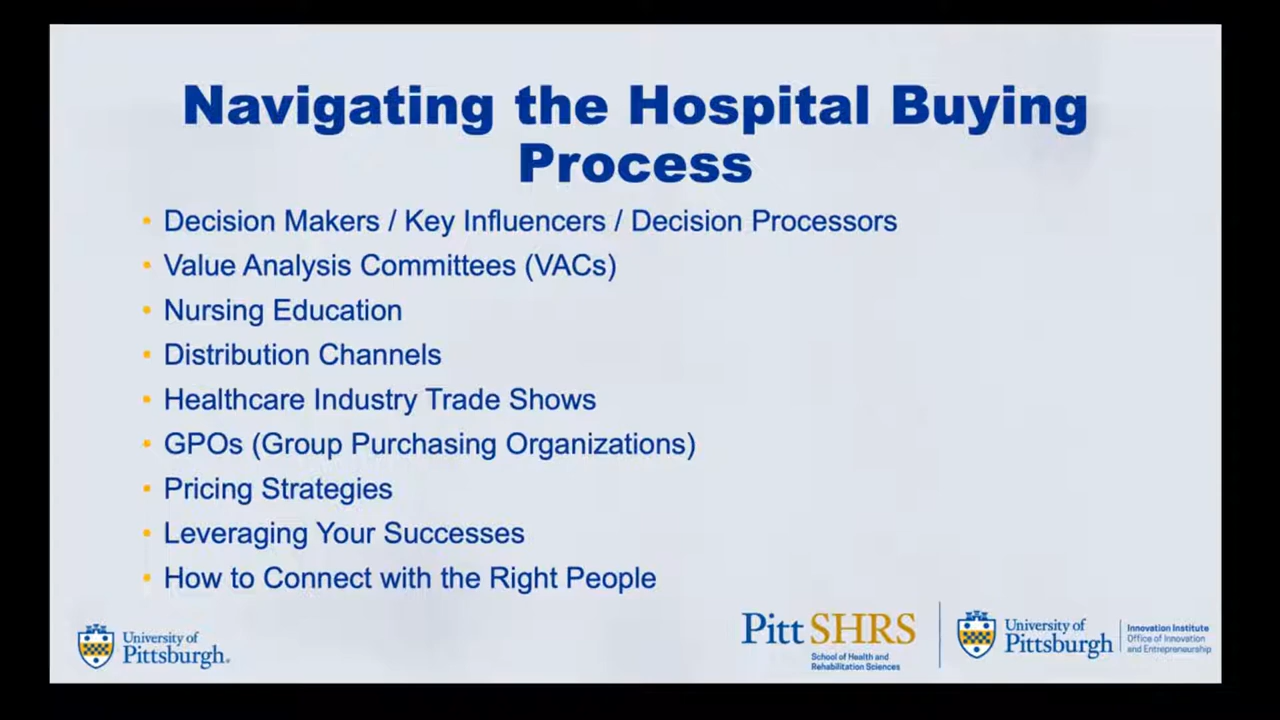 Navigating the Hospital Buying
Process
• Decision Makers / Key Influencers / Decision Processors
• Value Analysis Committees (VACs)
• Nursing Education
• Distribution Channels
• Healthcare Industry Trade Shows
• GPOs (Group Purchasing Organizations)
• Pricing Strategies
• Leveraging Your Successes
• How to Connect with the Right People
University of
Pittsburgh®
Pitt SHRS
School of Health and
Rehabilitation Sciences
University of
Pittsburgh
Innovation Institute
Office of Innovation
and Entrepreneurship